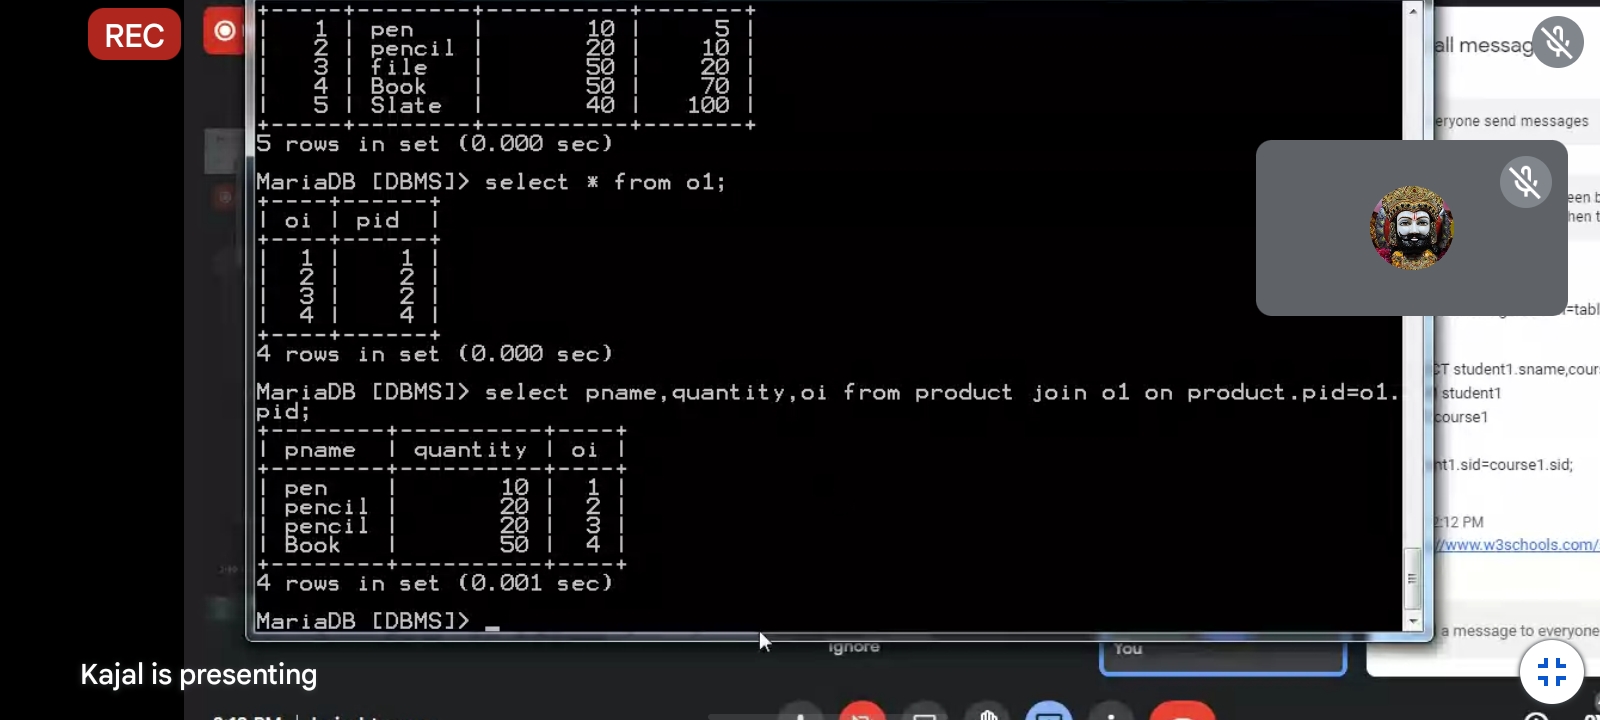 REC
+-----+--------+----------+-------+
| 1 | pen | 10 | 5 |
| 2 | pencil | 20 | 10 |
| 3 | file | 50 | 20 |
| 4 | Book | 50 | 70 |
| 5 | Slate | 40 | 100 |
+-----+--------+----------+-------+
5 rows in set (0.000 sec)
MariaDB [DBMS]> select * from o1;
+----+------+
| oi | pid |
+----+------+
| 1 | 1 |
| 2 | 2 |
| 3 | 2 |
| 4 | 4 |
+----+------+
4 rows in set (0.000 sec)
MariaDB [DBMS]> select pname,quantity,oi from product join o1 on product.pid=o1.
pid;
+--------+----------+----+
| pname | quantity | oi |
+--------+----------+----+
| pen | 10 | 1 |
| pencil | 20 | 2 |
| pencil | 20 | 3 |
| Book | 50 | 4 |
+--------+----------+----+
4 rows in set (0.001 sec)
MariaDB [DBMS]> _
all messag
eryone send messages
een b
hen t
=tabl
CT student1.sname,cour
student1
course1
nt1.sid=course1.sid;
2:12 PM
//www.w3schools.com/
a message to everyone
ignore
You
Kajal is presenting